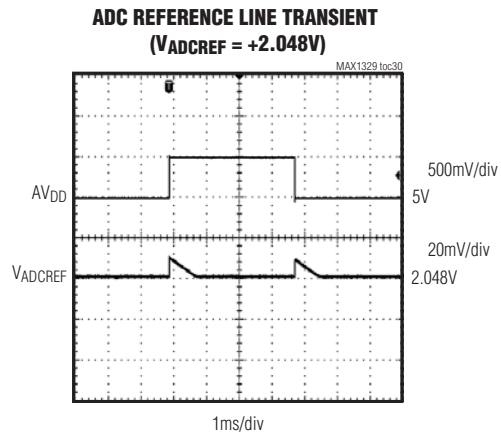 ADC REFERENCE LINE TRANSIENT
(VADCREF = +2.048V)
MAX1329 toc30
T
500mV/div
AVDD
5V
20mV/div
VADCREF
2.048V
1ms/div